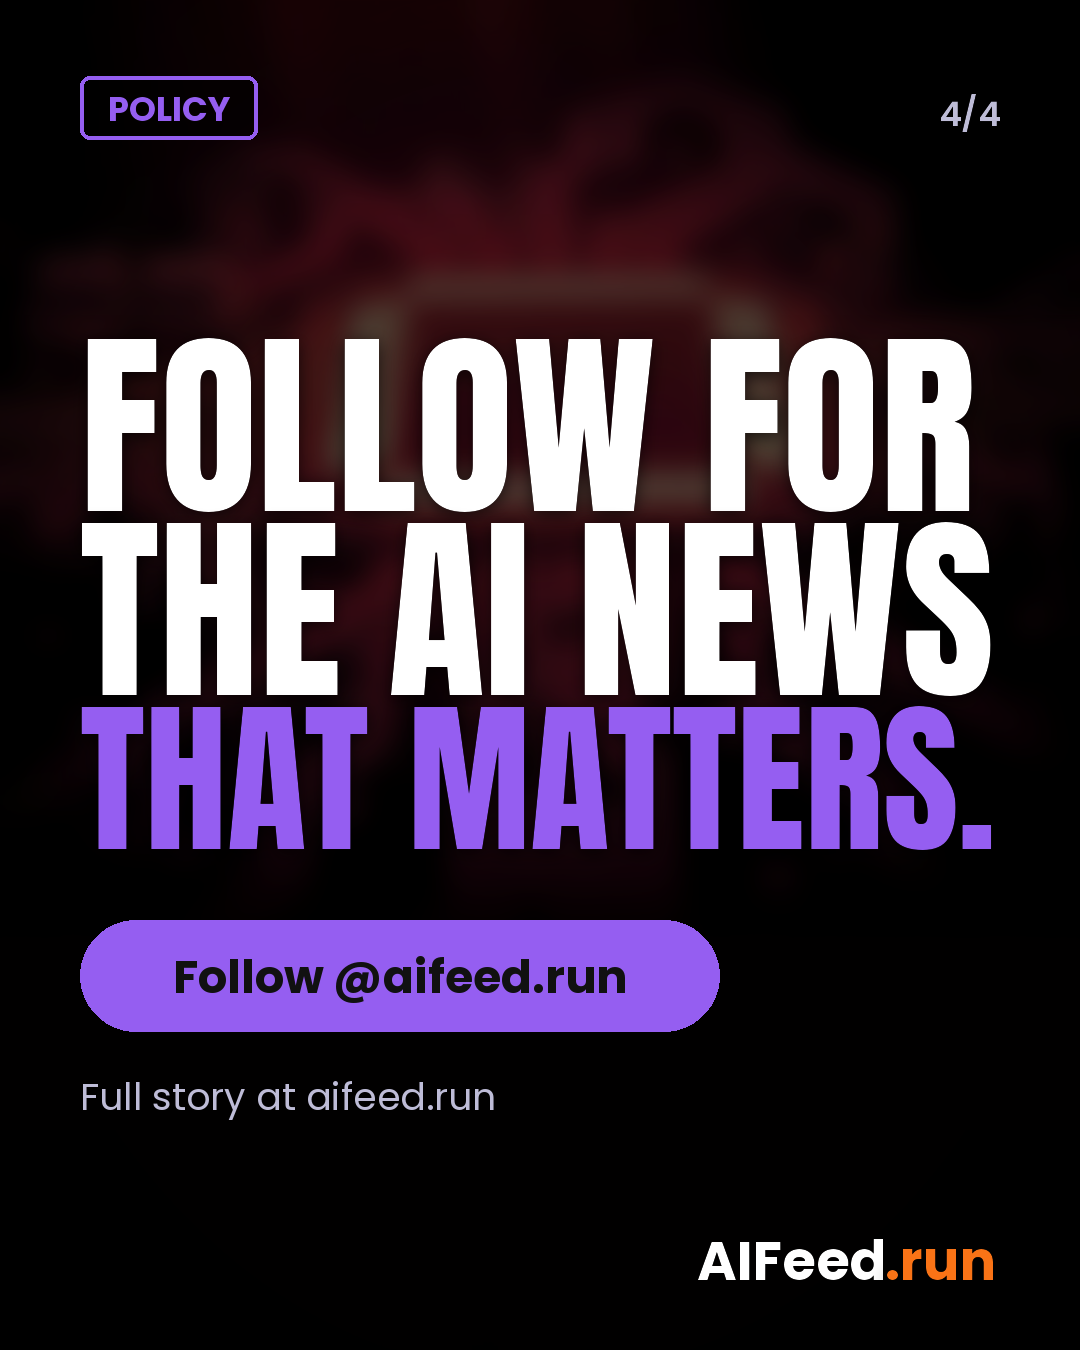 POLICY
4/4
FOLLOW FOR
THE AI NEWS
THAT MATTERS.
Follow @aifeed.run
Full story at aifeed.run
AIFeed.run